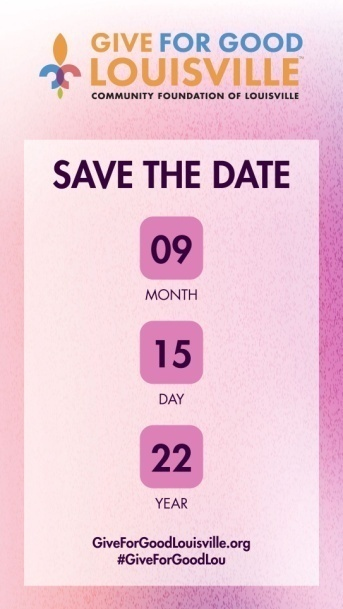 GIVE FOR GOOD
LOUISVILLE™
COMMUNITY FOUNDATION OF LOUISVILLE
SAVE THE DATE
09
MONTH
15
DAY
22
YEAR
GiveForGoodLouisville.org
#GiveForGoodLou